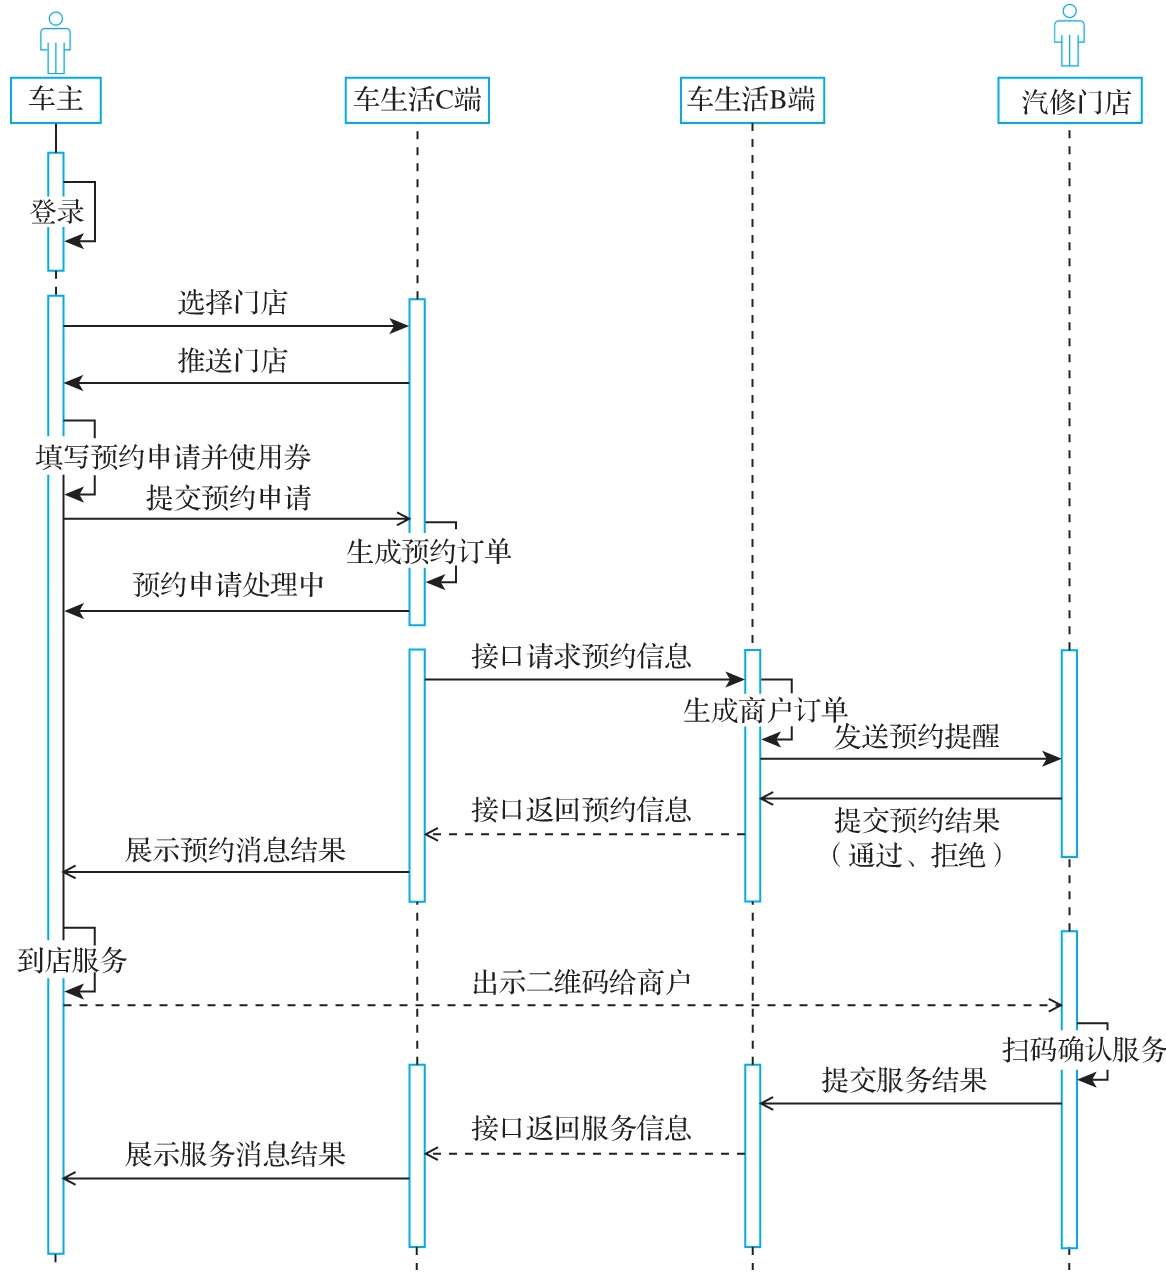 车主
车生活C端
车生活B端
汽修门店
登录
选择门店
推送门店
填写预约申请并使用券
提交预约申请
生成预约订单
预约申请处理中
接口请求预约信息
生成商户订单
发送预约提醒
接口返回预约信息
提交预约结果
（通过、拒绝）
展示预约消息结果
到店服务
出示二维码给商户
扫码确认服务
提交服务结果
接口返回服务信息
展示服务消息结果